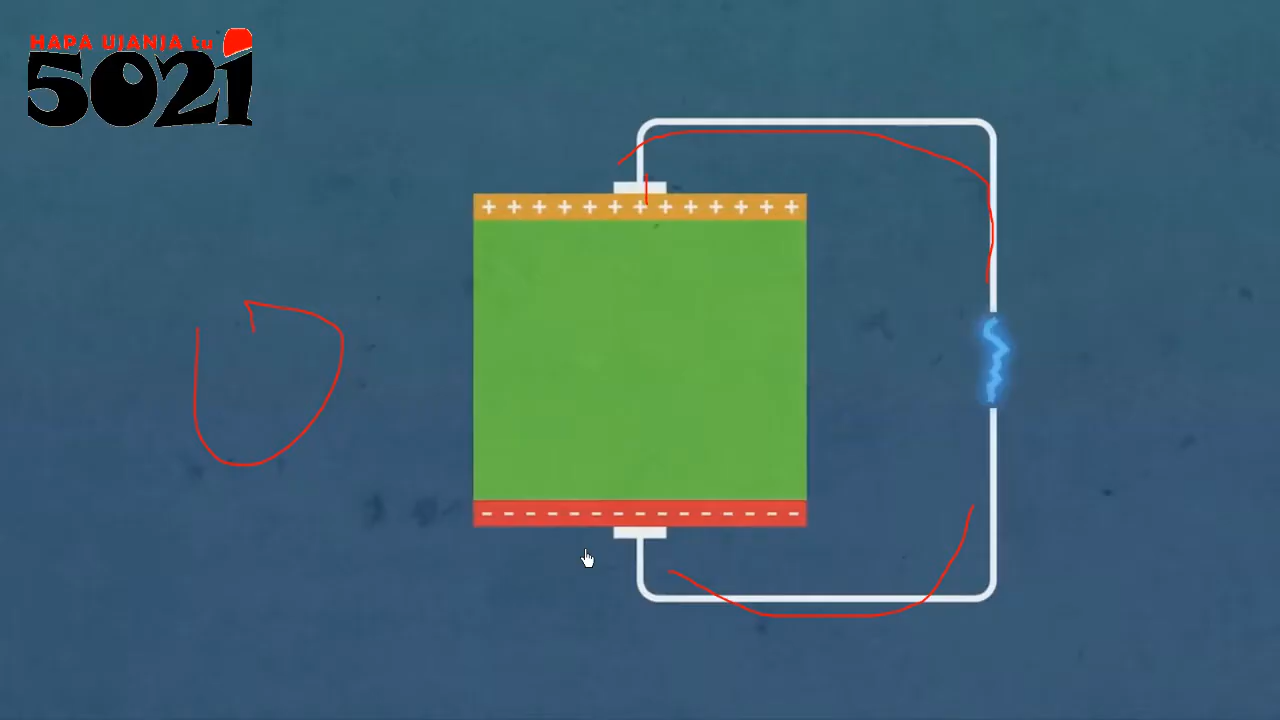 HAPA UJANJA tu
5021
+ + + + + + + + + + + + +
- - - - - - - - - - - - - - -